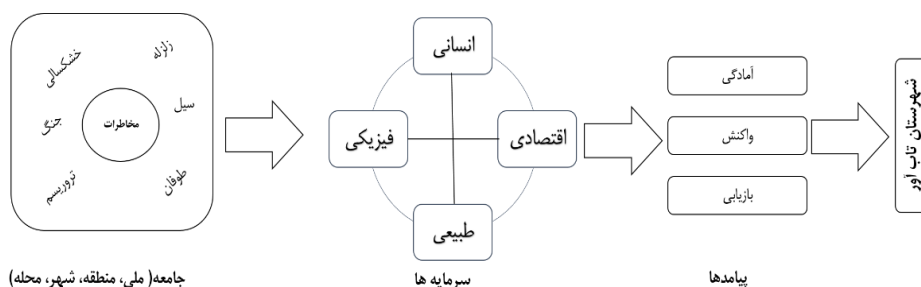 زلزله
خشکسالی
سیل
جنگ
مخاطرات
طوفان
تروریسم
جامعه( ملی، منطقه، شهر، محله)
انسانی
فیزیکی
اقتصادی
طبیعی
سرمایه ها
آمادگی
واکنش
بازیابی
پیامدها
شهرستان تاب آور